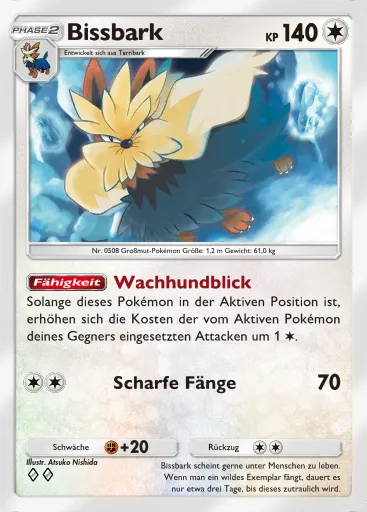 PHASE 2 Bissbark KP 140
Entwickelt sich aus Terribark
Nr. 0508 Großmut-Pokémon Größe: 1,2 m Gewicht: 61,0 kg
Fähigkeit Wachhundblick
Solange dieses Pokémon in der Aktiven Position ist,
erhöhen sich die Kosten der vom Aktiven Pokémon
deines Gegners eingesetzten Attacken um 1 .
Scharfe Fänge 70
Schwäche +20 Rückzug
Illustr. Atsuko Nishida
Bissbark scheint gerne unter Menschen zu leben.
Wenn man ein wildes Exemplar fängt, dauert es
nur etwa drei Tage, bis dieses zutraulich wird.